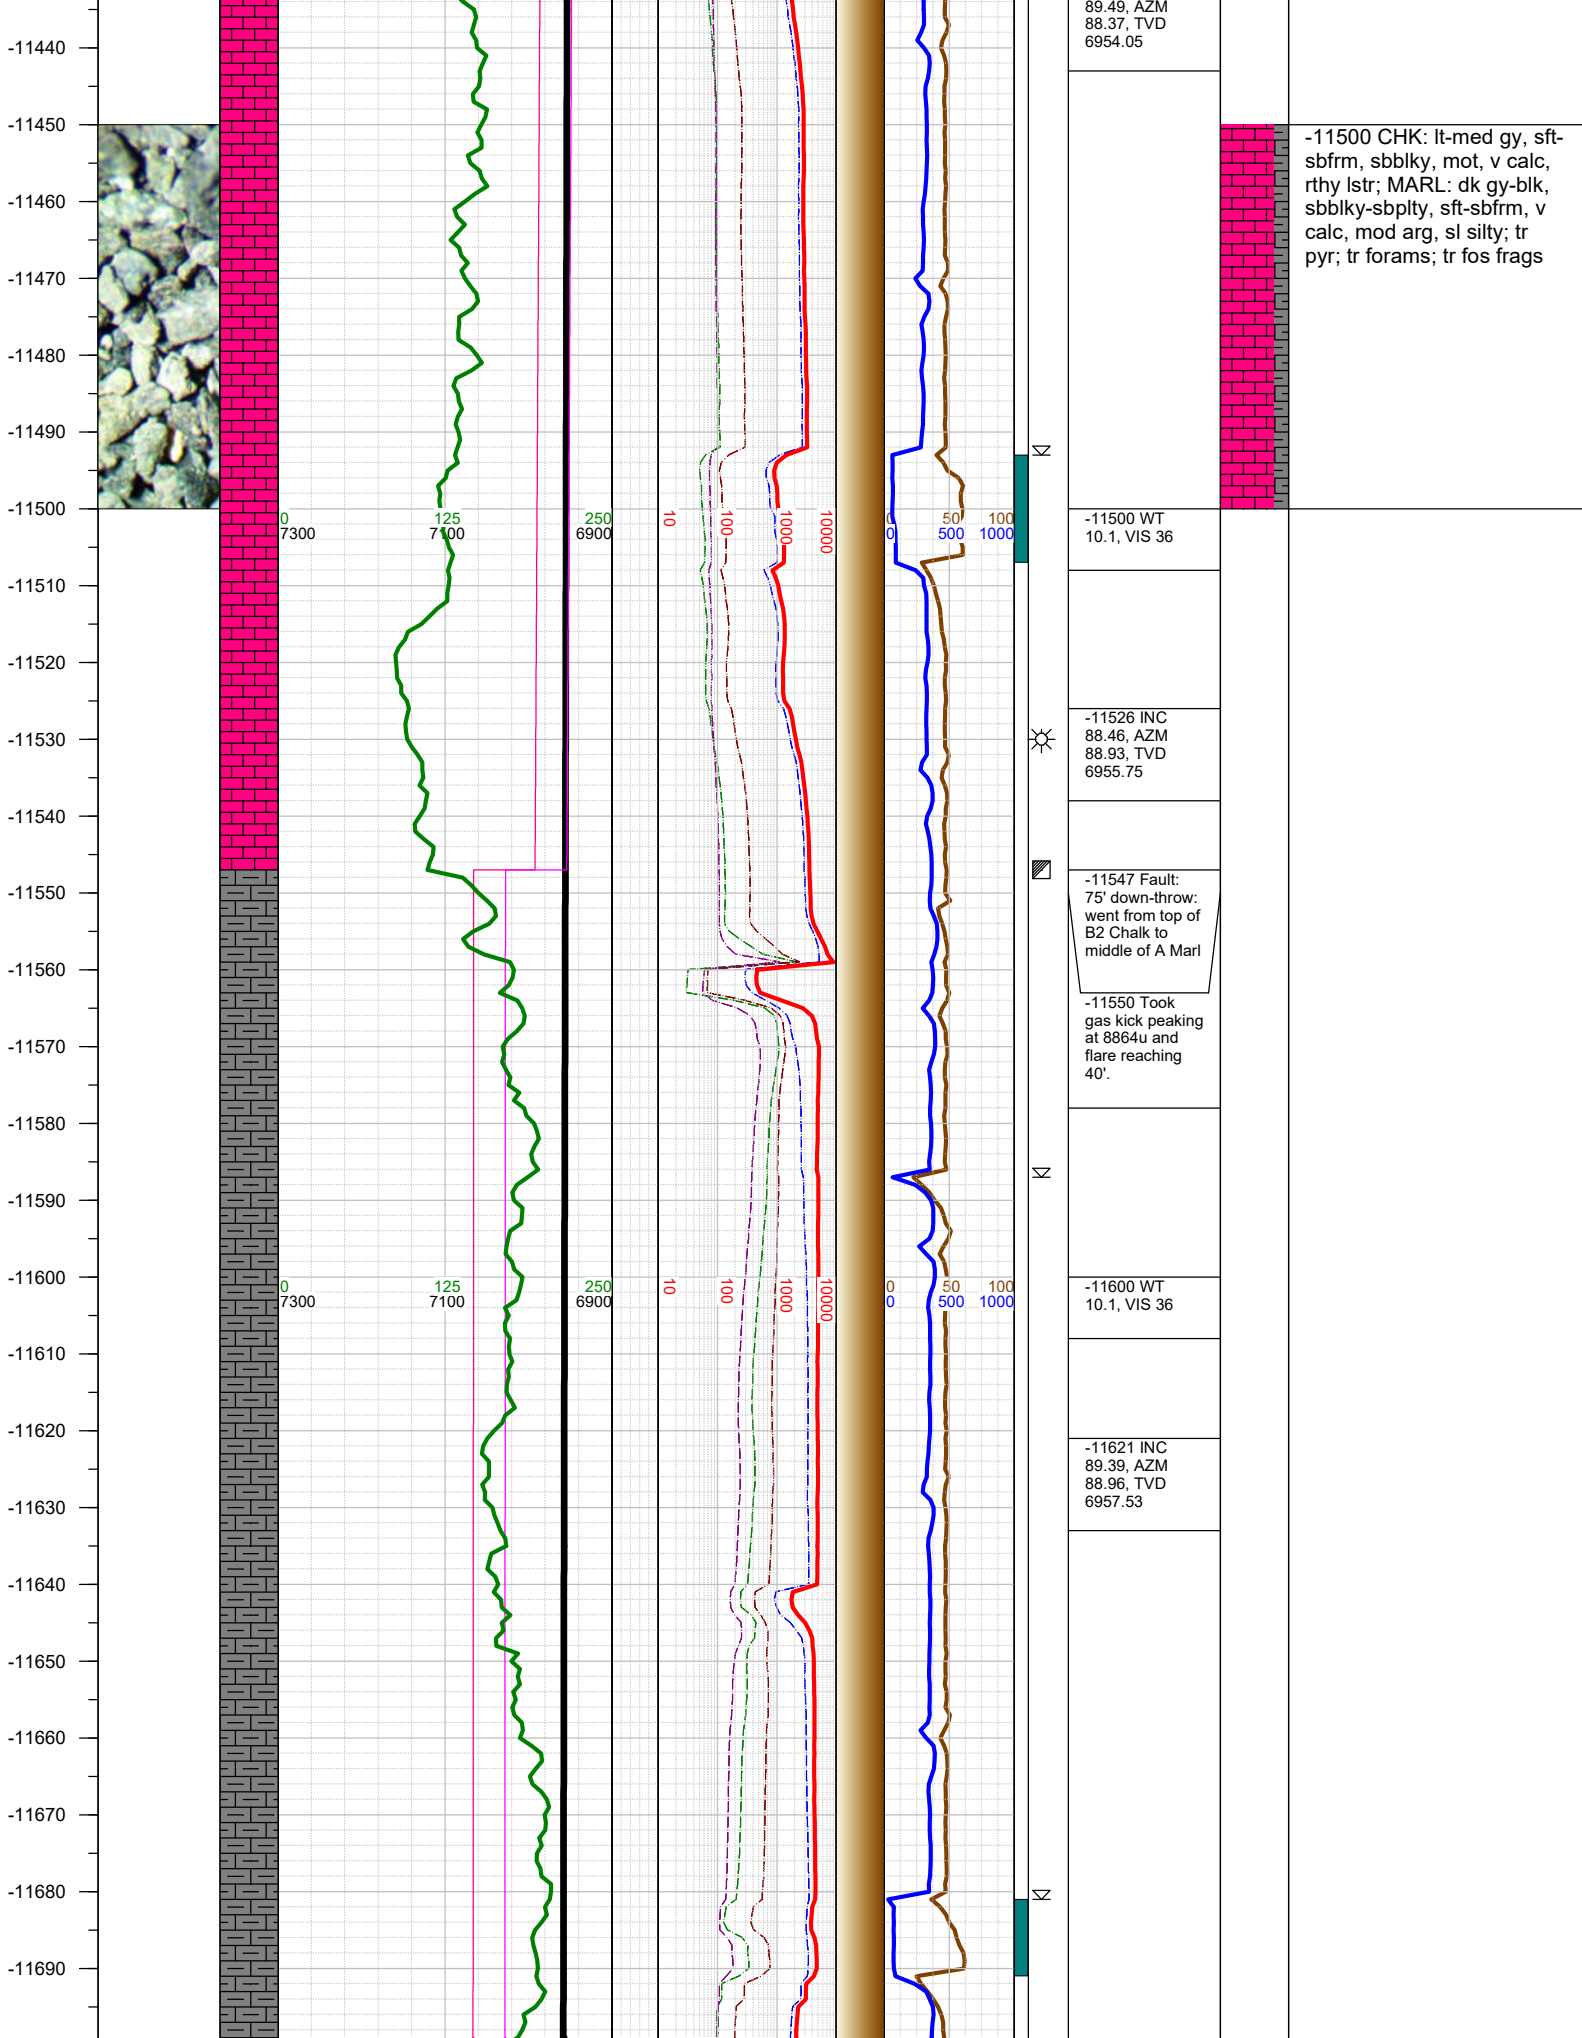 89.49, AZM
88.37, TVD
6954.05
-11440
-11450
-11460
-11470
-11480
-11490
-11500
-11510
-11520
-11530
-11540
-11550
-11560
-11570
-11580
-11590
-11600
-11610
-11620
-11630
-11640
-11650
-11660
-11670
-11680
-11690
-11500 CHK: lt-med gy, sft-
sbfrm, sbblky, mot, v calc,
rthy lstr; MARL: dk gy-blk,
sbblky-sbplty, sft-sbfrm, v
calc, mod arg, sl silty; tr
pyr; tr forams; tr fos frags
0 125 250
7300 7100 6900
10 100 1000 10000
0 50 100
0 500 1000
-11500 WT
10.1, VIS 36
-11526 INC
88.46, AZM
88.93, TVD
6955.75
-11547 Fault:
75' down-throw:
went from top of
B2 Chalk to
middle of A Marl
-11550 Took
gas kick peaking
at 8864u and
flare reaching
40'.
0 125 250
7300 7100 6900
10 100 1000 10000
0 50 100
0 500 1000
-11600 WT
10.1, VIS 36
-11621 INC
89.39, AZM
88.96, TVD
6957.53